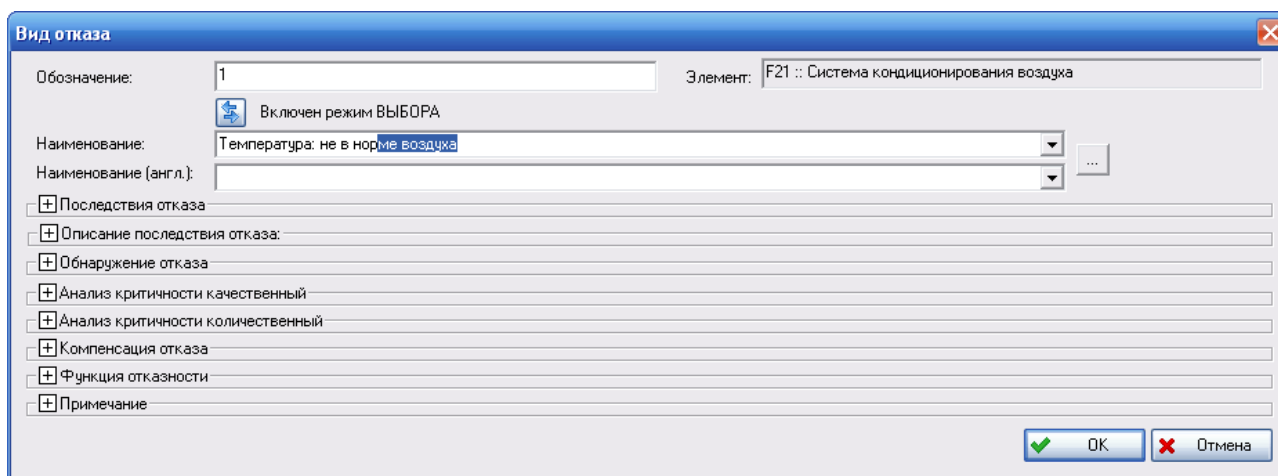 Вид отказа
Обозначение: 1 Элемент: F21 :: Система кондиционирования воздуха
Включен режим ВЫБОРА
Наименование: Температура: не в норме воздуха
...
Наименование (англ.):
Последствия отказа
Описание последствия отказа:
Обнаружение отказа
Анализ критичности качественный
Анализ критичности количественный
Компенсация отказа
Функция отказности
Примечание
OK Отмена